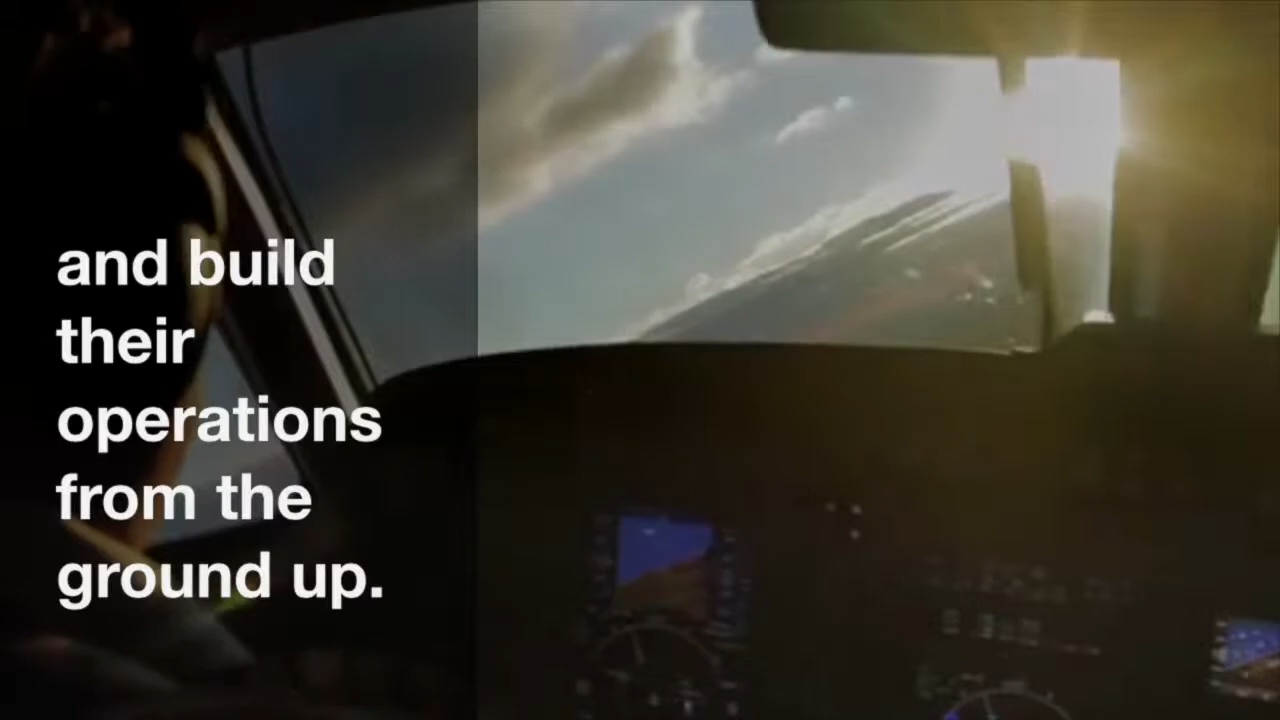 and build
their
operations
from the
ground up.